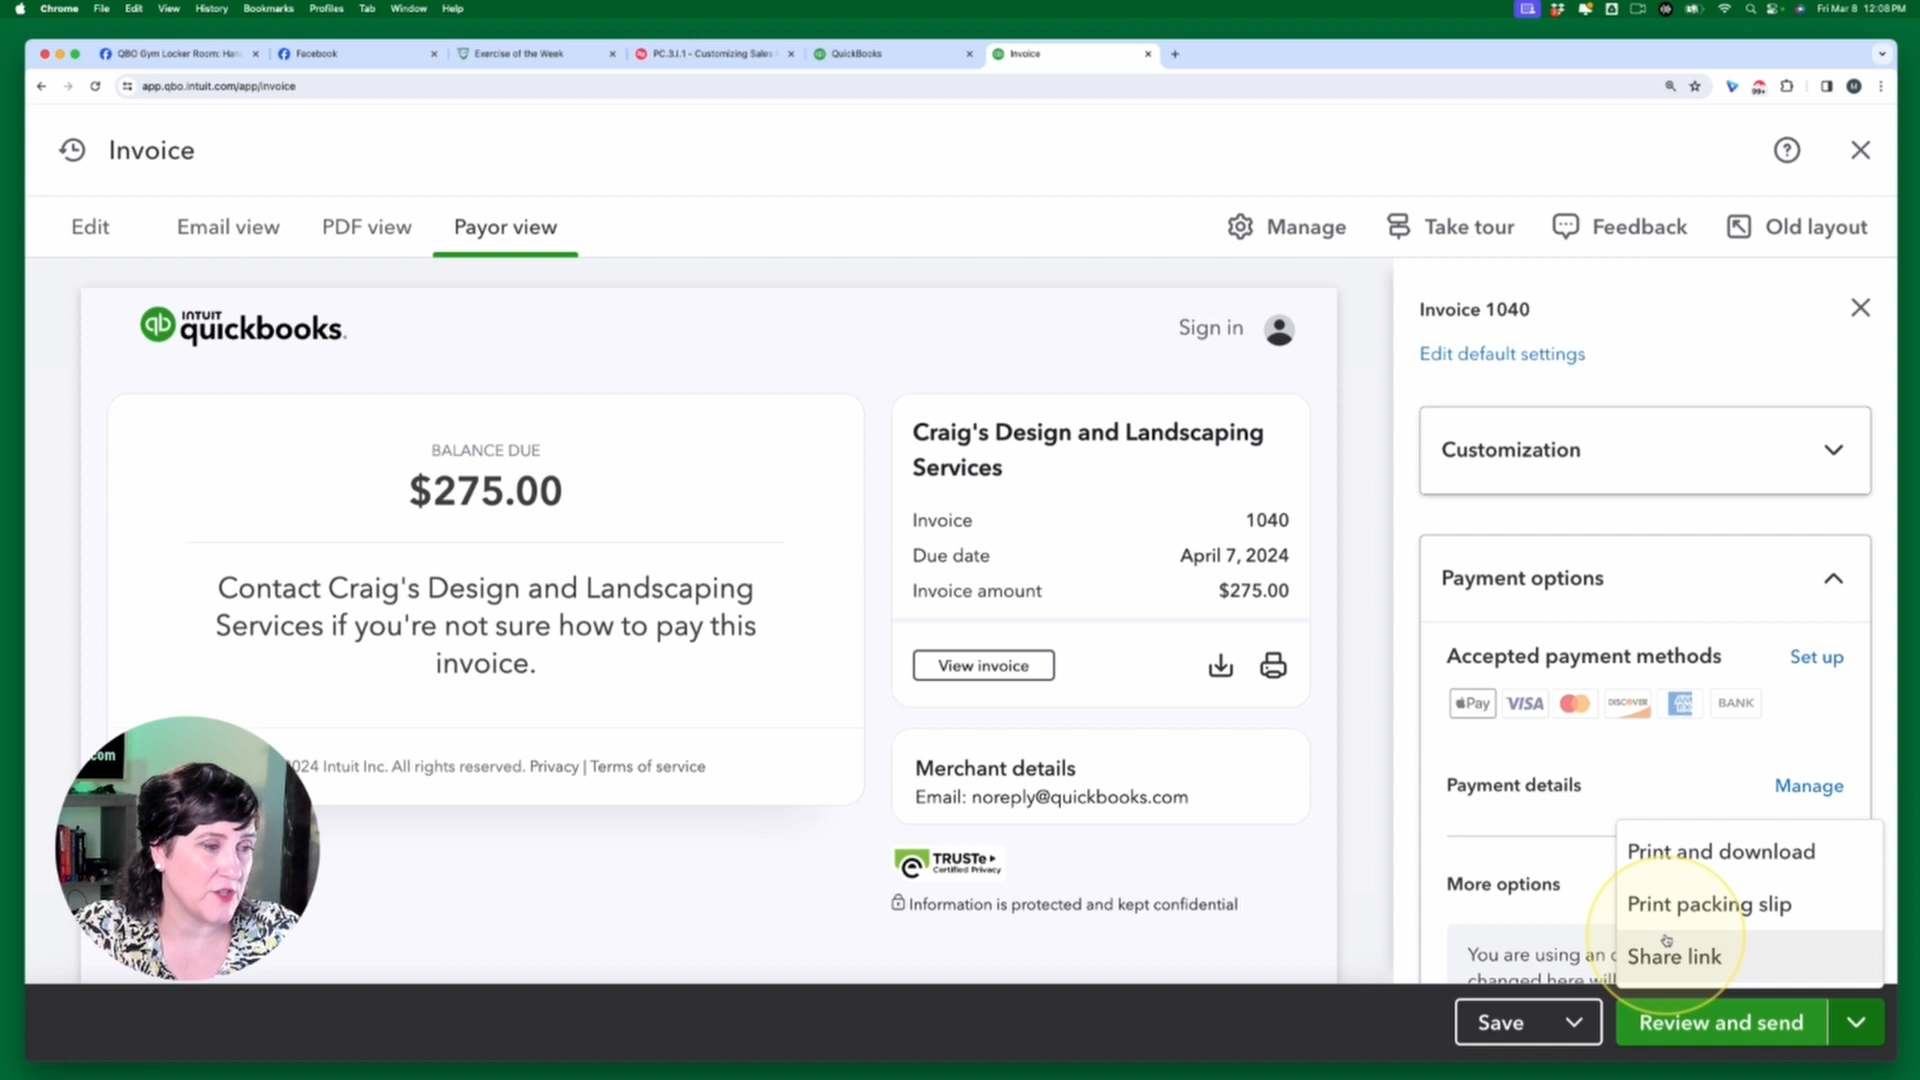 Chrome File Edit View History Bookmarks Profiles Tab Window Help
Fri Mar 8 12:08 PM
QBO Gym Locker Room: Han
Facebook
Exercise of the Week
PC.3.I.1 - Customizing Sales
QuickBooks
Invoice
app.qbo.intuit.com/app/invoice
99+
Invoice
Edit
Email view
PDF view
Payor view
Manage
Take tour
Feedback
Old layout
INTUIT
quickbooks.
Sign in
BALANCE DUE
$275.00
Contact Craig's Design and Landscaping
Services if you're not sure how to pay this
invoice.
2024 Intuit Inc. All rights reserved. Privacy | Terms of service
.com
Craig's Design and Landscaping
Services
Invoice 1040
Due date April 7, 2024
Invoice amount $275.00
View invoice
Merchant details
Email: noreply@quickbooks.com
TRUSTe
Certified Privacy
Information is protected and kept confidential
Invoice 1040
Edit default settings
Customization
Payment options
Accepted payment methods Set up
Pay VISA DISCOVER AM EX BANK
Payment details Manage
More options
You are using an
changed here will
Print and download
Print packing slip
Share link
Save
Review and send